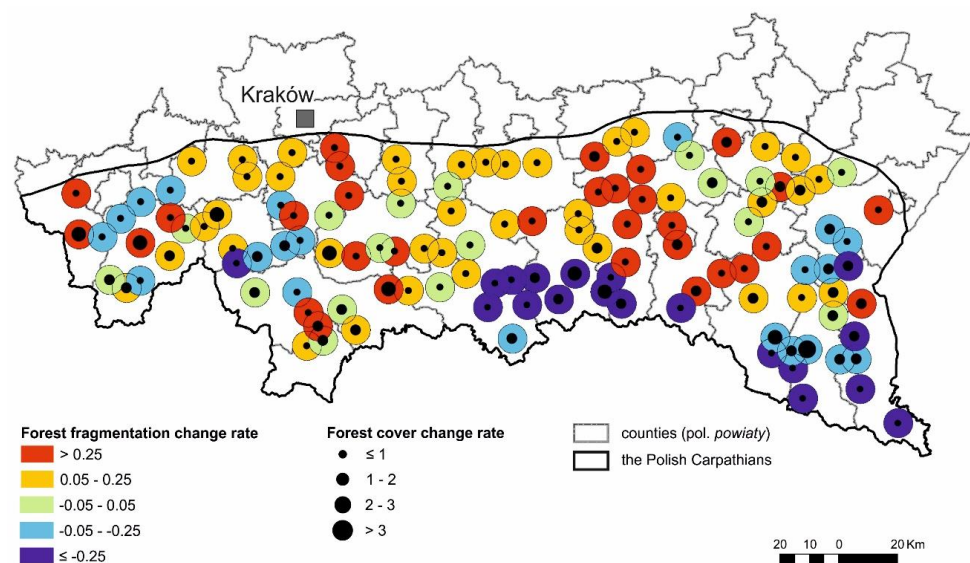 Kraków
Forest fragmentation change rate
> 0.25
0.05 - 0.25
-0.05 - 0.05
-0.05 - -0.25
≤ -0.25
Forest cover change rate
≤ 1
1 - 2
2 - 3
> 3
counties (pol. powiaty)
the Polish Carpathians
20 10 0 20 Km